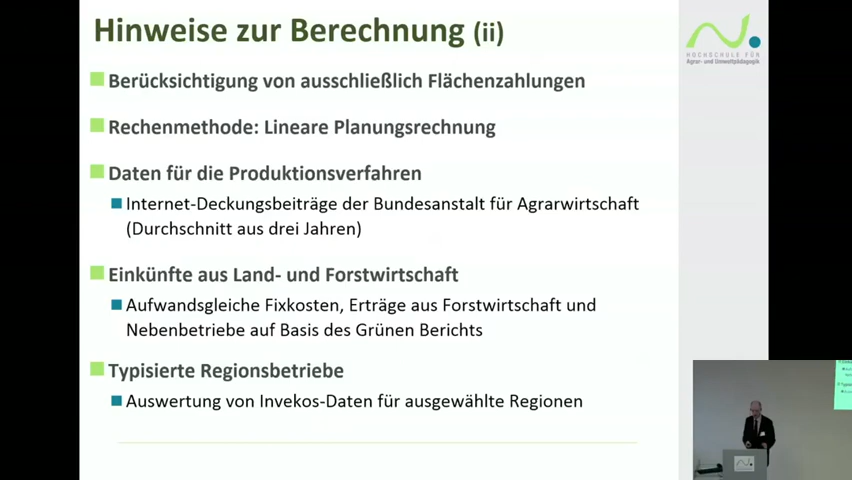 Hinweise zur Berechnung (ii)
Berücksichtigung von ausschließlich Flächenzahlungen
Rechenmethode: Lineare Planungsrechnung
Daten für die Produktionsverfahren
Internet-Deckungsbeiträge der Bundesanstalt für Agrarwirtschaft
(Durchschnitt aus drei Jahren)
Einkünfte aus Land- und Forstwirtschaft
Aufwandsgleiche Fixkosten, Erträge aus Forstwirtschaft und
Nebenbetriebe auf Basis des Grünen Berichts
Typisierte Regionsbetriebe
Auswertung von Invekos-Daten für ausgewählte Regionen
HOCHSCHULE FÜR
Agrar- und Umweltpädagogik